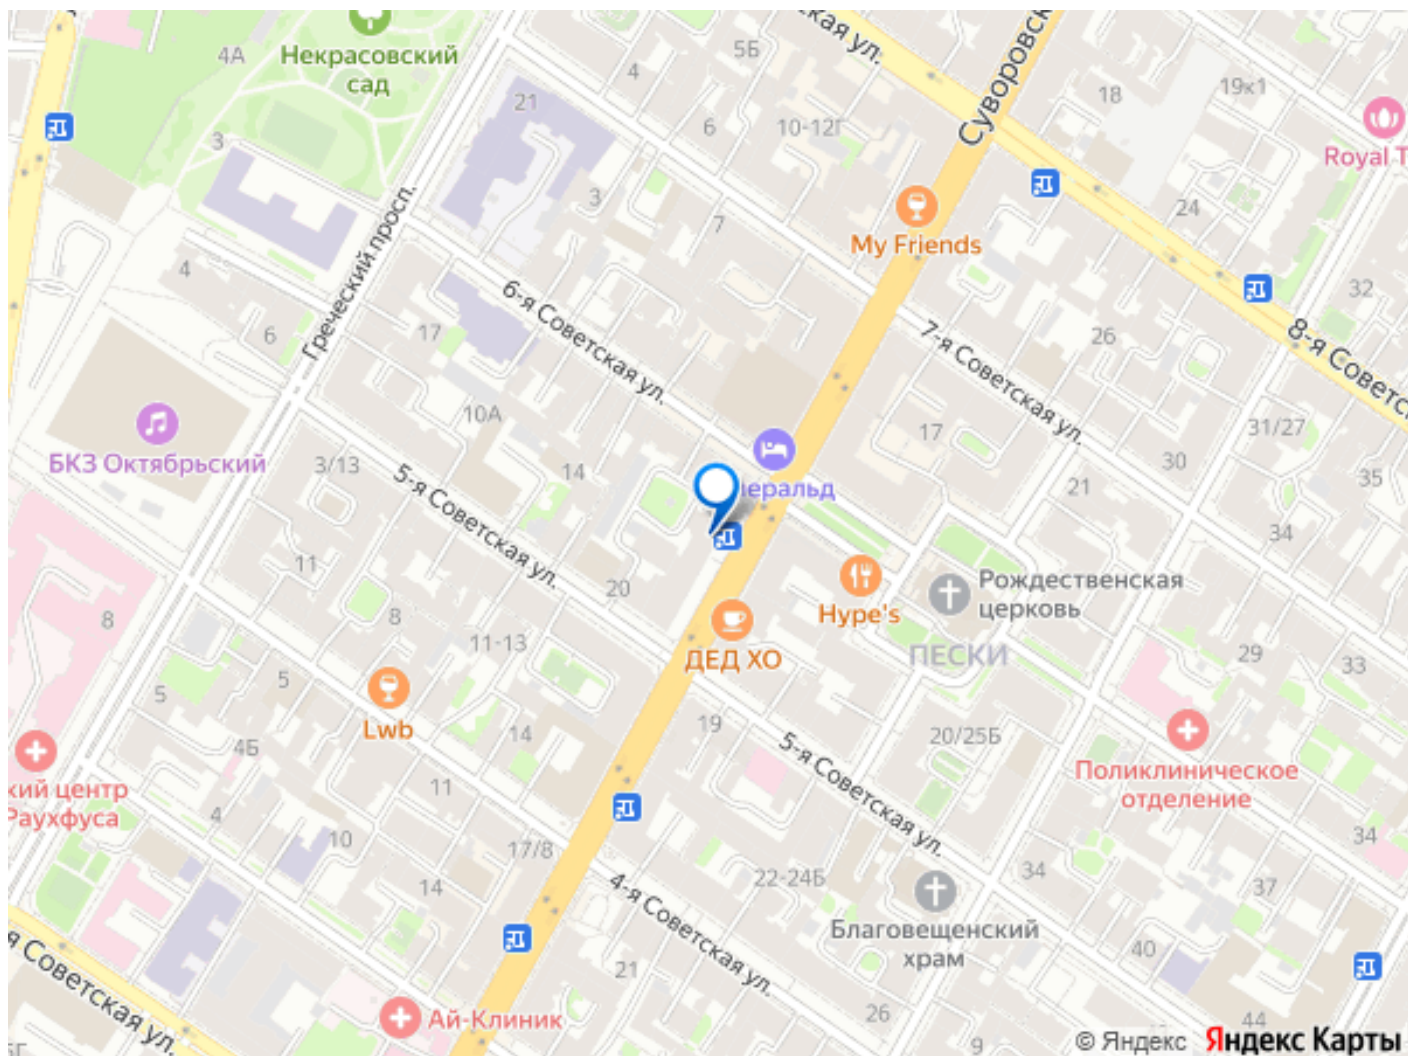 Некрасовский
сад
4А
5Б
4
6
10-12Г
18
19к1
Суворовск
кая ул.
21
3
3
7
24
Royal T
My Friends
Греческий просп.
4
6
17
6-я Советская ул.
7-я Советская ул.
26
32
8-я Советс
10А
14
3/13
БКЗ Октябрьский
5-я Советская ул.
17
31/27
30
35
21
34
11
8
20
8
11-13
Hype's
Рождественская
церковь
ПЕСКИ
ДЕД ХО
29
33
5
5
Lwb
4Б
14
19
5-я Советская ул.
20/25Б
Поликлиническое
отделение
кий центр
Раухфуса
4
11
10
17/8
14
22-24Б
34
34
37
4-я Советская ул.
Благовещенский
храм
40
21
26
9
44
я Советская ул.
Ай-Клиник
© Яндекс Яндекс Карты